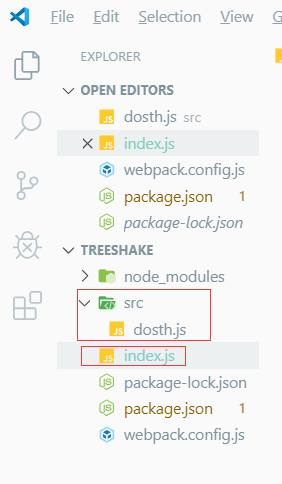 File Edit Selection View G
EXPLORER
OPEN EDITORS
JS dosth.js src
JS index.js
webpack.config.js
package.json 1
package-lock.json
TREESHAKE
node_modules
src
JS dosth.js
JS index.js
package-lock.json
package.json 1
webpack.config.js